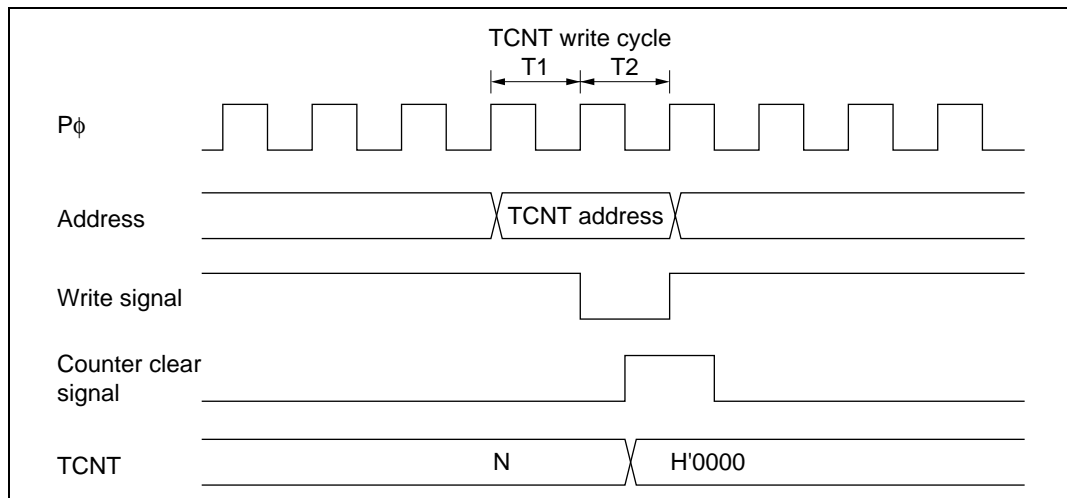 TCNT write cycle
T1 T2
Pϕ
Address
TCNT address
Write signal
Counter clear
signal
TCNT
N
H'0000